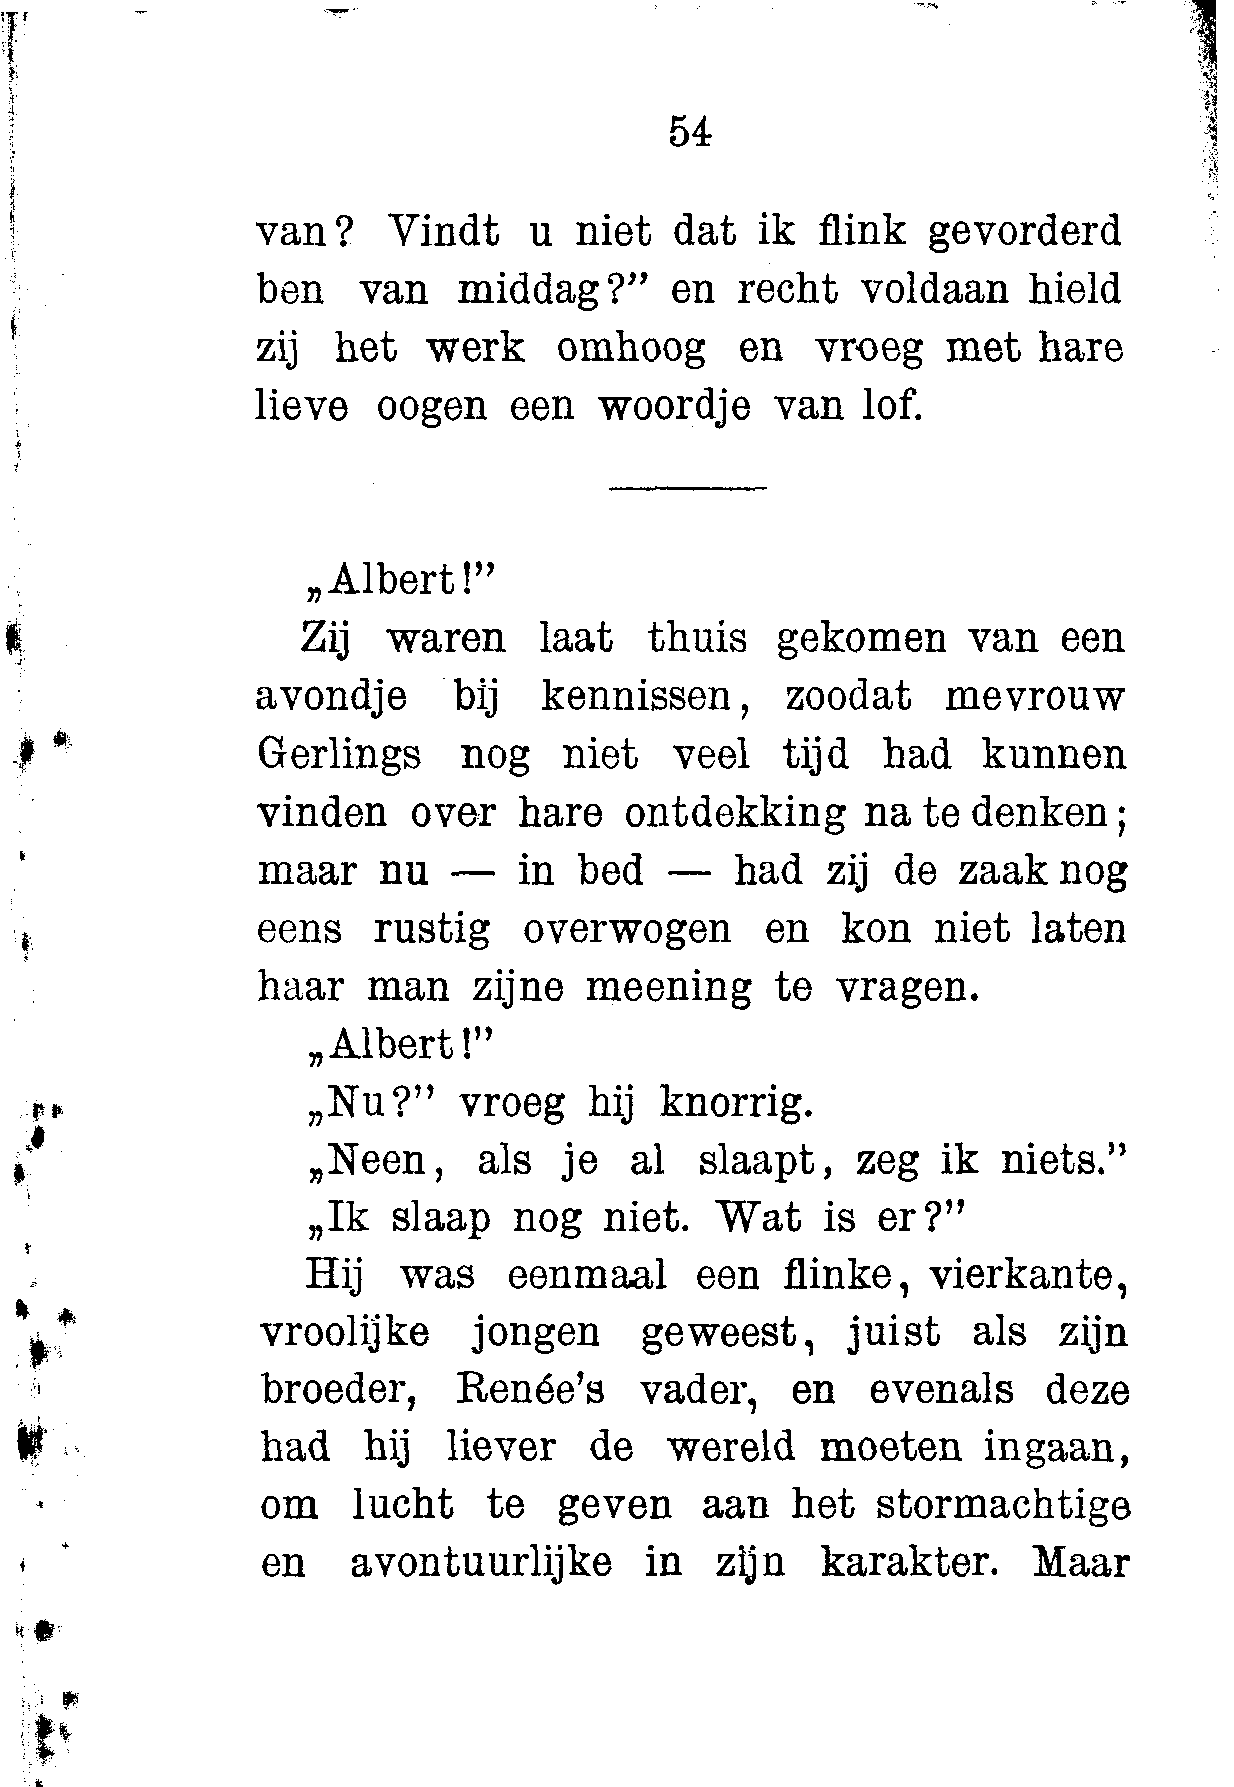 54
van? Vindt u niet dat ik flink gevorderd
ben van middag?” en recht voldaan hield
zij het werk omhoog en vroeg met hare
lieve oogen een woordje van lof.
„Albert!”
Zij waren laat thuis gekomen van een
avondje bij kennissen, zoodat mevrouw
Gerlings nog niet veel tijd had kunnen
vinden over hare ontdekking na te denken;
maar nu — in bed — had zij de zaak nog
eens rustig overwogen en kon niet laten
haar man zijne meening te vragen.
„Albert!”
„Nu?” vroeg hij knorrig.
„Neen, als je al slaapt, zeg ik niets.”
„Ik slaap nog niet. Wat is er?”
Hij was eenmaal een flinke, vierkante,
vroolijke jongen geweest, juist als zijn
broeder, Renée's vader, en evenals deze
had hij liever de wereld moeten ingaan,
om lucht te geven aan het stormachtige
en avontuurlijke in zijn karakter. Maar